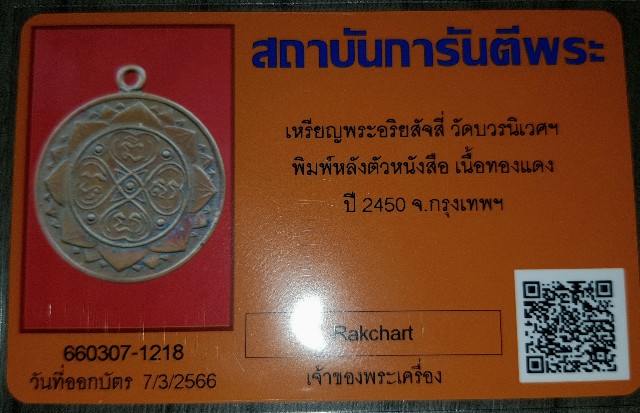 สถาบันการันตีพระ
เหรียญพระอริยสัจสี่ วัดบวรนิเวศฯ
พิมพ์หลังตัวหนังสือ เนื้อทองแดง
ปี 2450 จ.กรุงเทพฯ
Rakchart
เจ้าของพระเครื่อง
660307-1218
วันที่ออกบัตร 7/3/2566